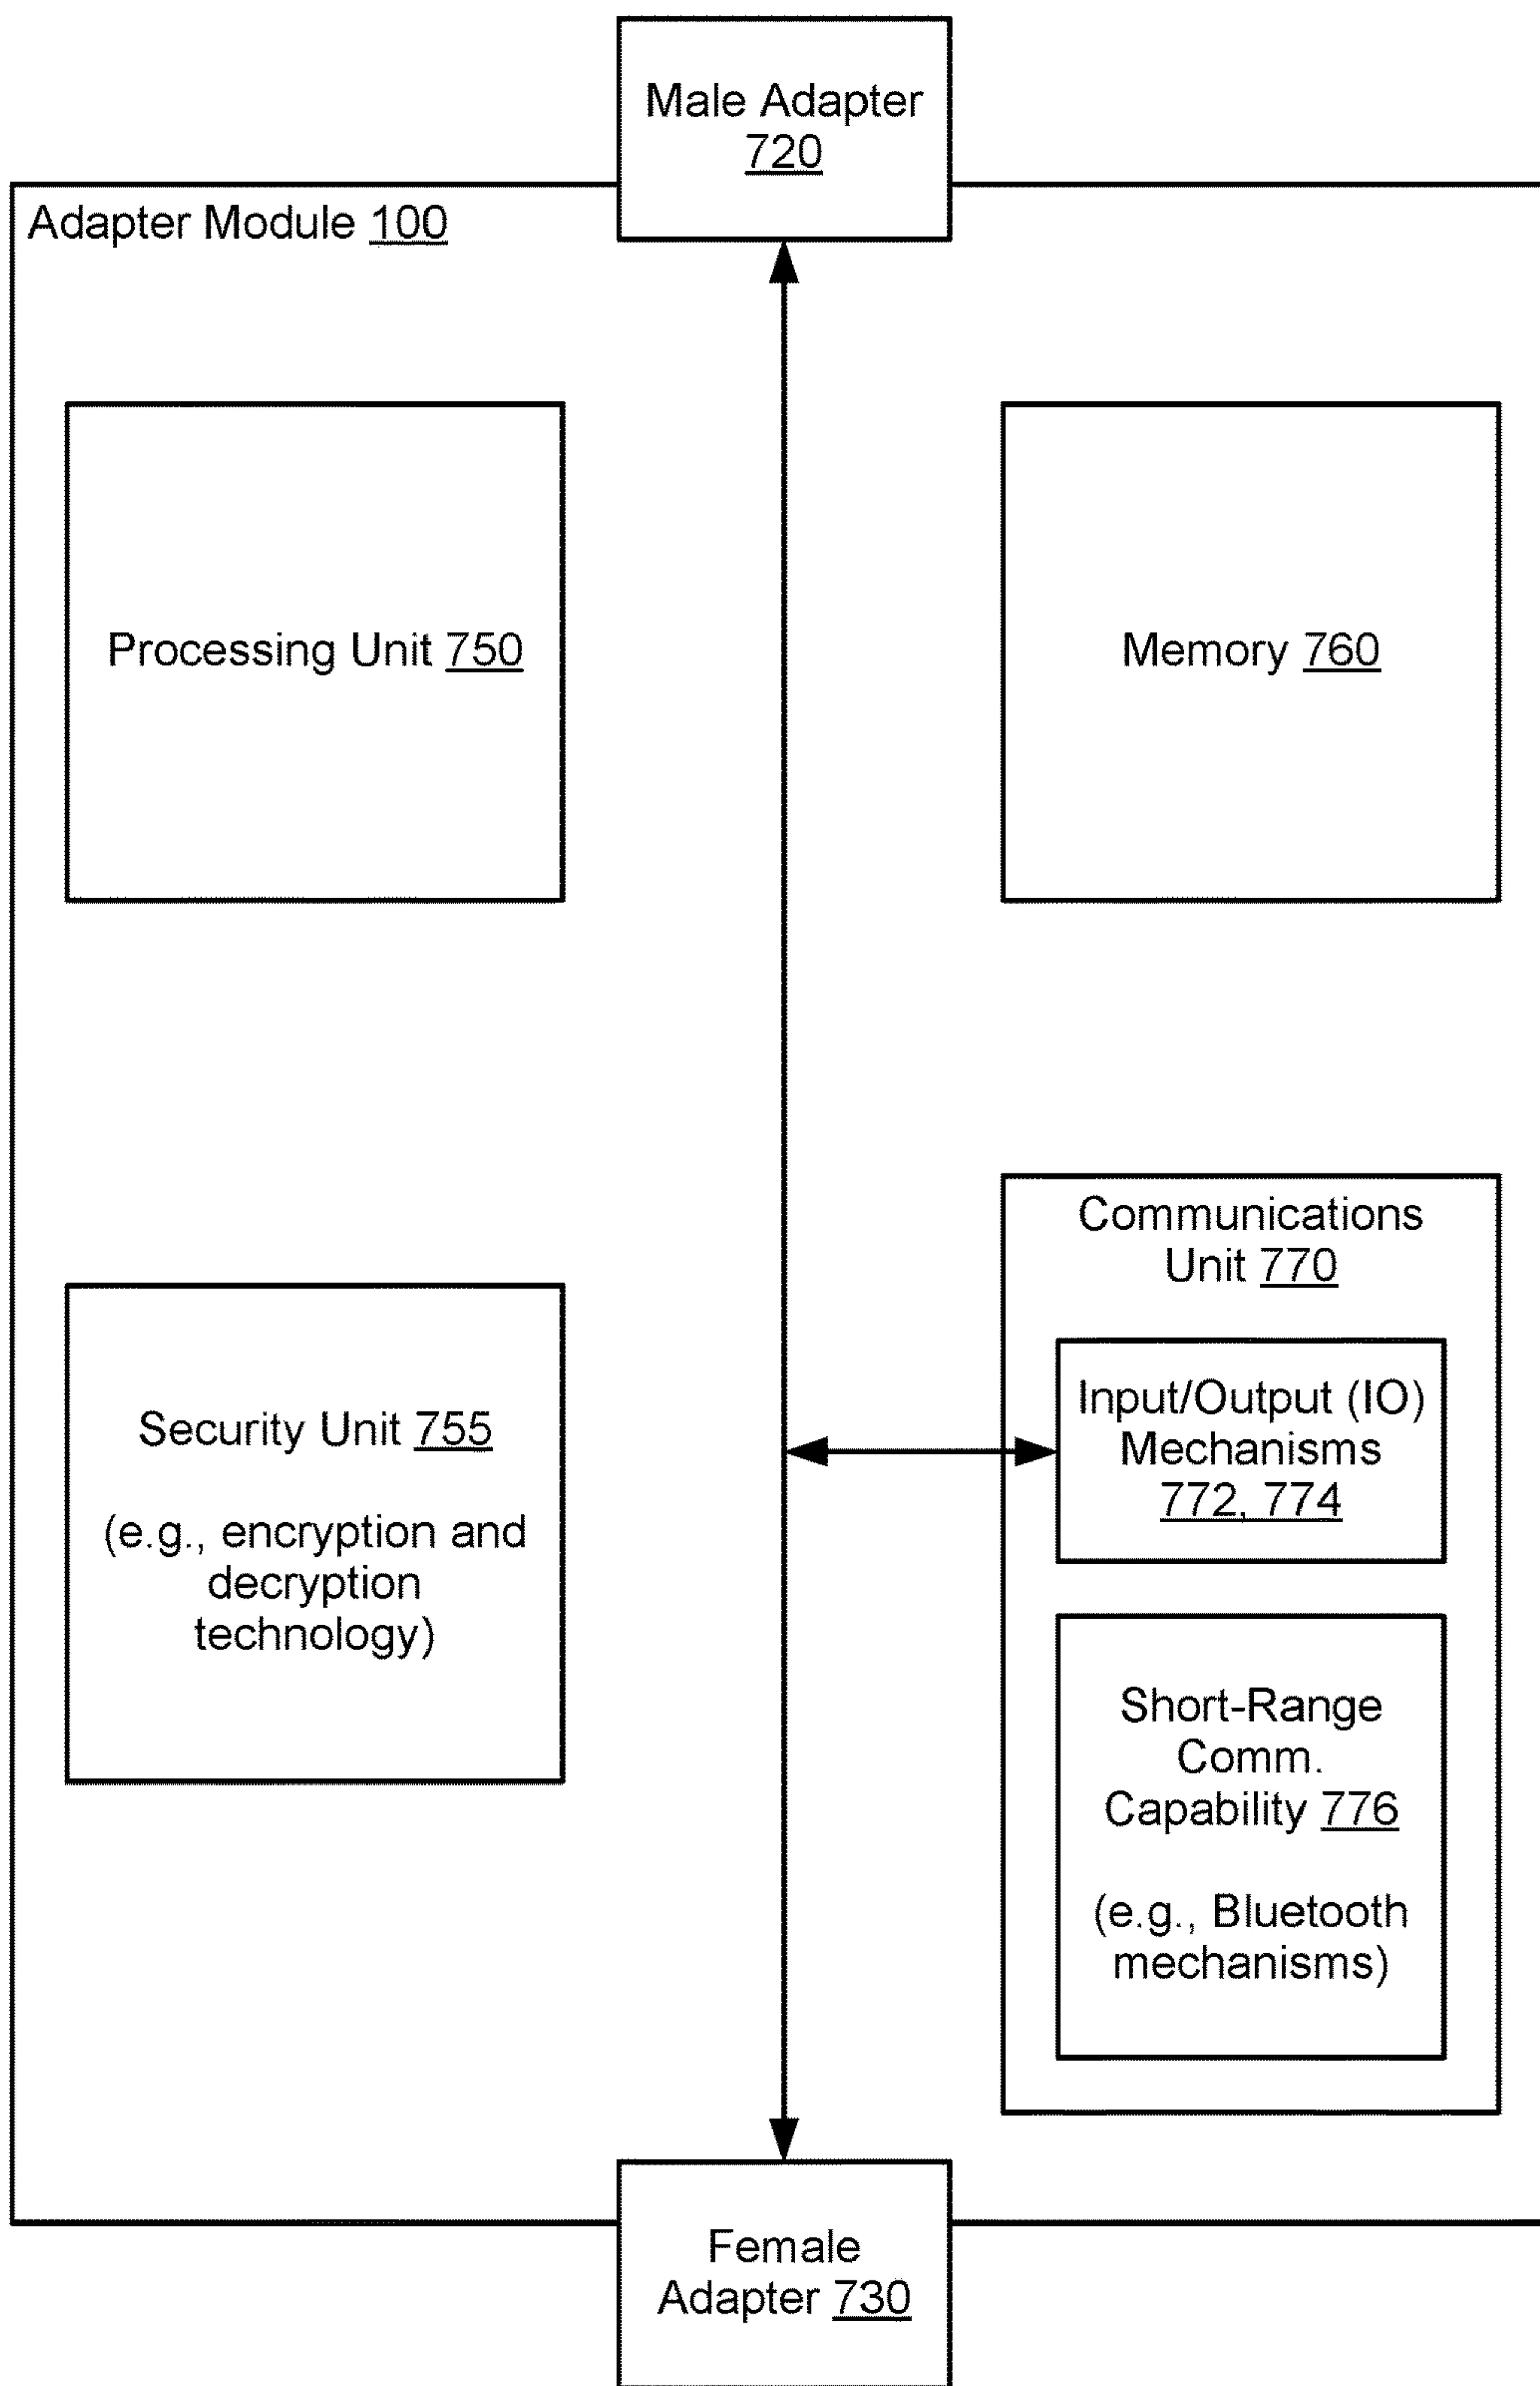 Male Adapter
720
Adapter Module 100
Processing Unit 750
Memory 760
Communications
Unit 770
Input/Output (IO)
Mechanisms
772, 774
Security Unit 755
(e.g., encryption and
decryption
technology)
Short-Range
Comm.
Capability 776
(e.g., Bluetooth
mechanisms)
Female
Adapter 730